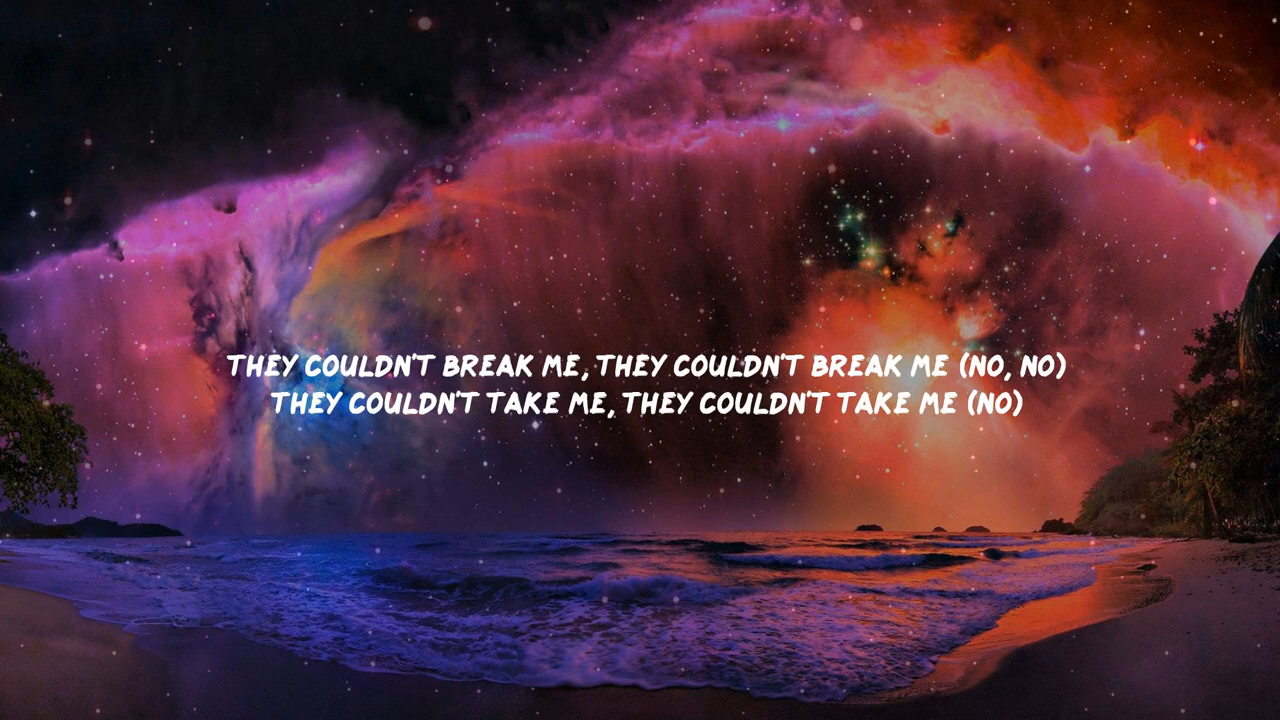 THEY COULDN'T BREAK ME, THEY COULDN'T BREAK ME (NO, NO)
THEY COULDN'T TAKE ME, THEY COULDN'T TAKE ME (NO)